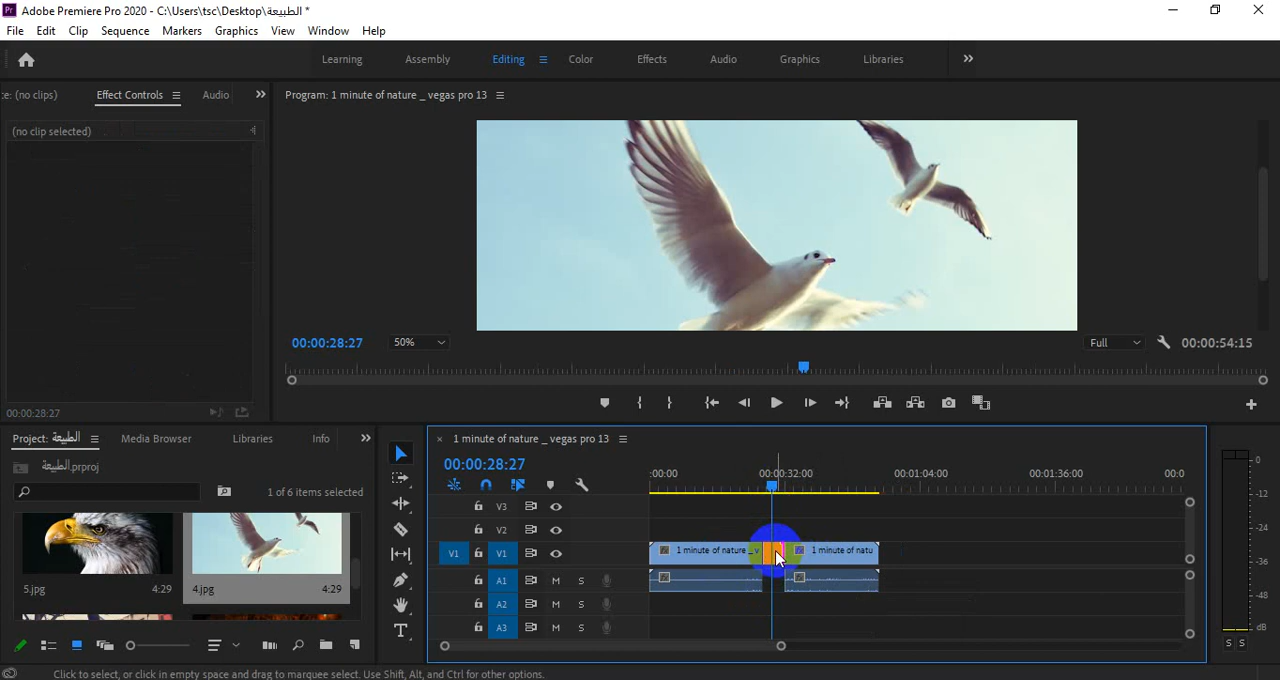 Pr Adobe Premiere Pro 2020 - C:\Users\tsc\Desktop\الطبيعة *
File Edit Clip Sequence Markers Graphics View Window Help
Learning Assembly Editing Color Effects Audio Graphics Libraries
ce: (no clips) Effect Controls Audio
Program: 1 minute of nature _ vegas pro 13
(no clip selected)
00:00:28:27 50% Full 00:00:54:15
00:00:28:27
Project: الطبيعة Media Browser Libraries Info
الطبيعة.prproj
1 of 6 items selected
5.jpg 4:29 4.jpg 4:29
× 1 minute of nature _ vegas pro 13
00:00:28:27
:00:00 00:00:32:00 00:01:04:00 00:01:36:00 00:0
V3
V2
V1 V1 1 minute of nature _ v 1 minute of natu
A1 M S
A2 M S
A3 M S
0
-12
-24
-36
-48
dB
S S
Click to select, or click in empty space and drag to marquee select. Use Shift, Alt, and Ctrl for other options.